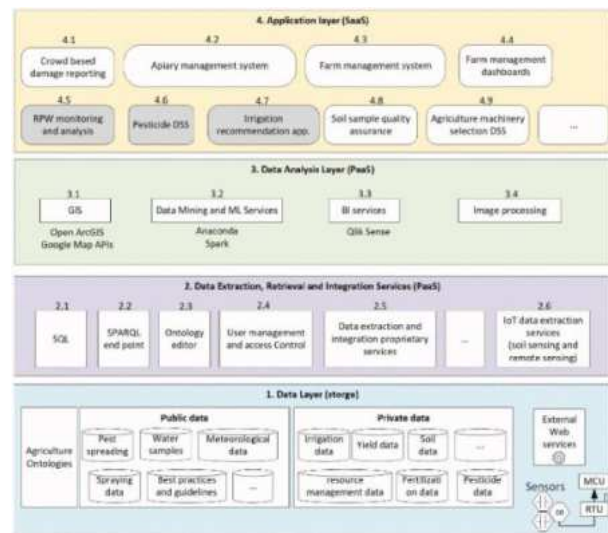 4. Application layer (SaaS)
4.1
4.2
4.3
4.4
Crowd based
damage reporting
Apiary management system
Farm management
system
Farm management
dashboards
4.5
4.6
4.7
4.8
4.9
RPW monitoring
and analysis
Pesticide DSS
Irrigation
recommendation app.
Soil sample quality
assurance
Agriculture machinery
selection DSS
...
3. Data Analysis Layer (PaaS)
3.1
3.2
3.3
3.4
GIS
Data Mining and ML Services
BI services
Image processing
Open ArcGIS
Google Map APIs
Anaconda
Spark
Qlik Sense
2. Data Extraction, Retrieval and Integration Services (PaaS)
2.1
2.2
2.3
2.4
2.5
2.6
SQL
SPARQL
end point
Ontology
editor
User management
and access Control
Data extraction and
integration proprietary
services
...
IoT data extraction
services
(soil sensing and
remote sensing)
1. Data Layer (storge)
Agriculture
Ontologies
Public data
Pest
spreading
Water
samples
Meteorological
data
Spraying
data
Best practices
and guidelines
...
Private data
Irrigation
data
Yield data
Soil
data
...
resource
management data
Fertilizati
on data
Pesticide
data
External
Web
services
Sensors
OR
MCU
RTU